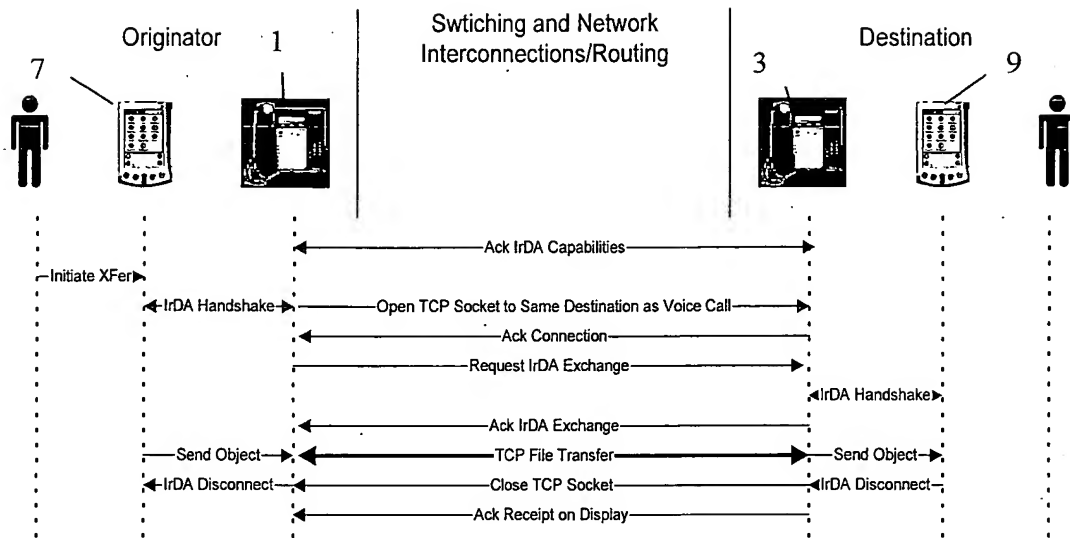 Originator
Swtiching and Network
Interconnections/Routing
Destination
7
1
3
9
Ack IrDA Capabilities
Initiate XFer
IrDA Handshake
Open TCP Socket to Same Destination as Voice Call
Ack Connection
Request IrDA Exchange
IrDA Handshake
Ack IrDA Exchange
Send Object
TCP File Transfer
Send Object
IrDA Disconnect
Close TCP Socket
IrDA Disconnect
Ack Receipt on Display